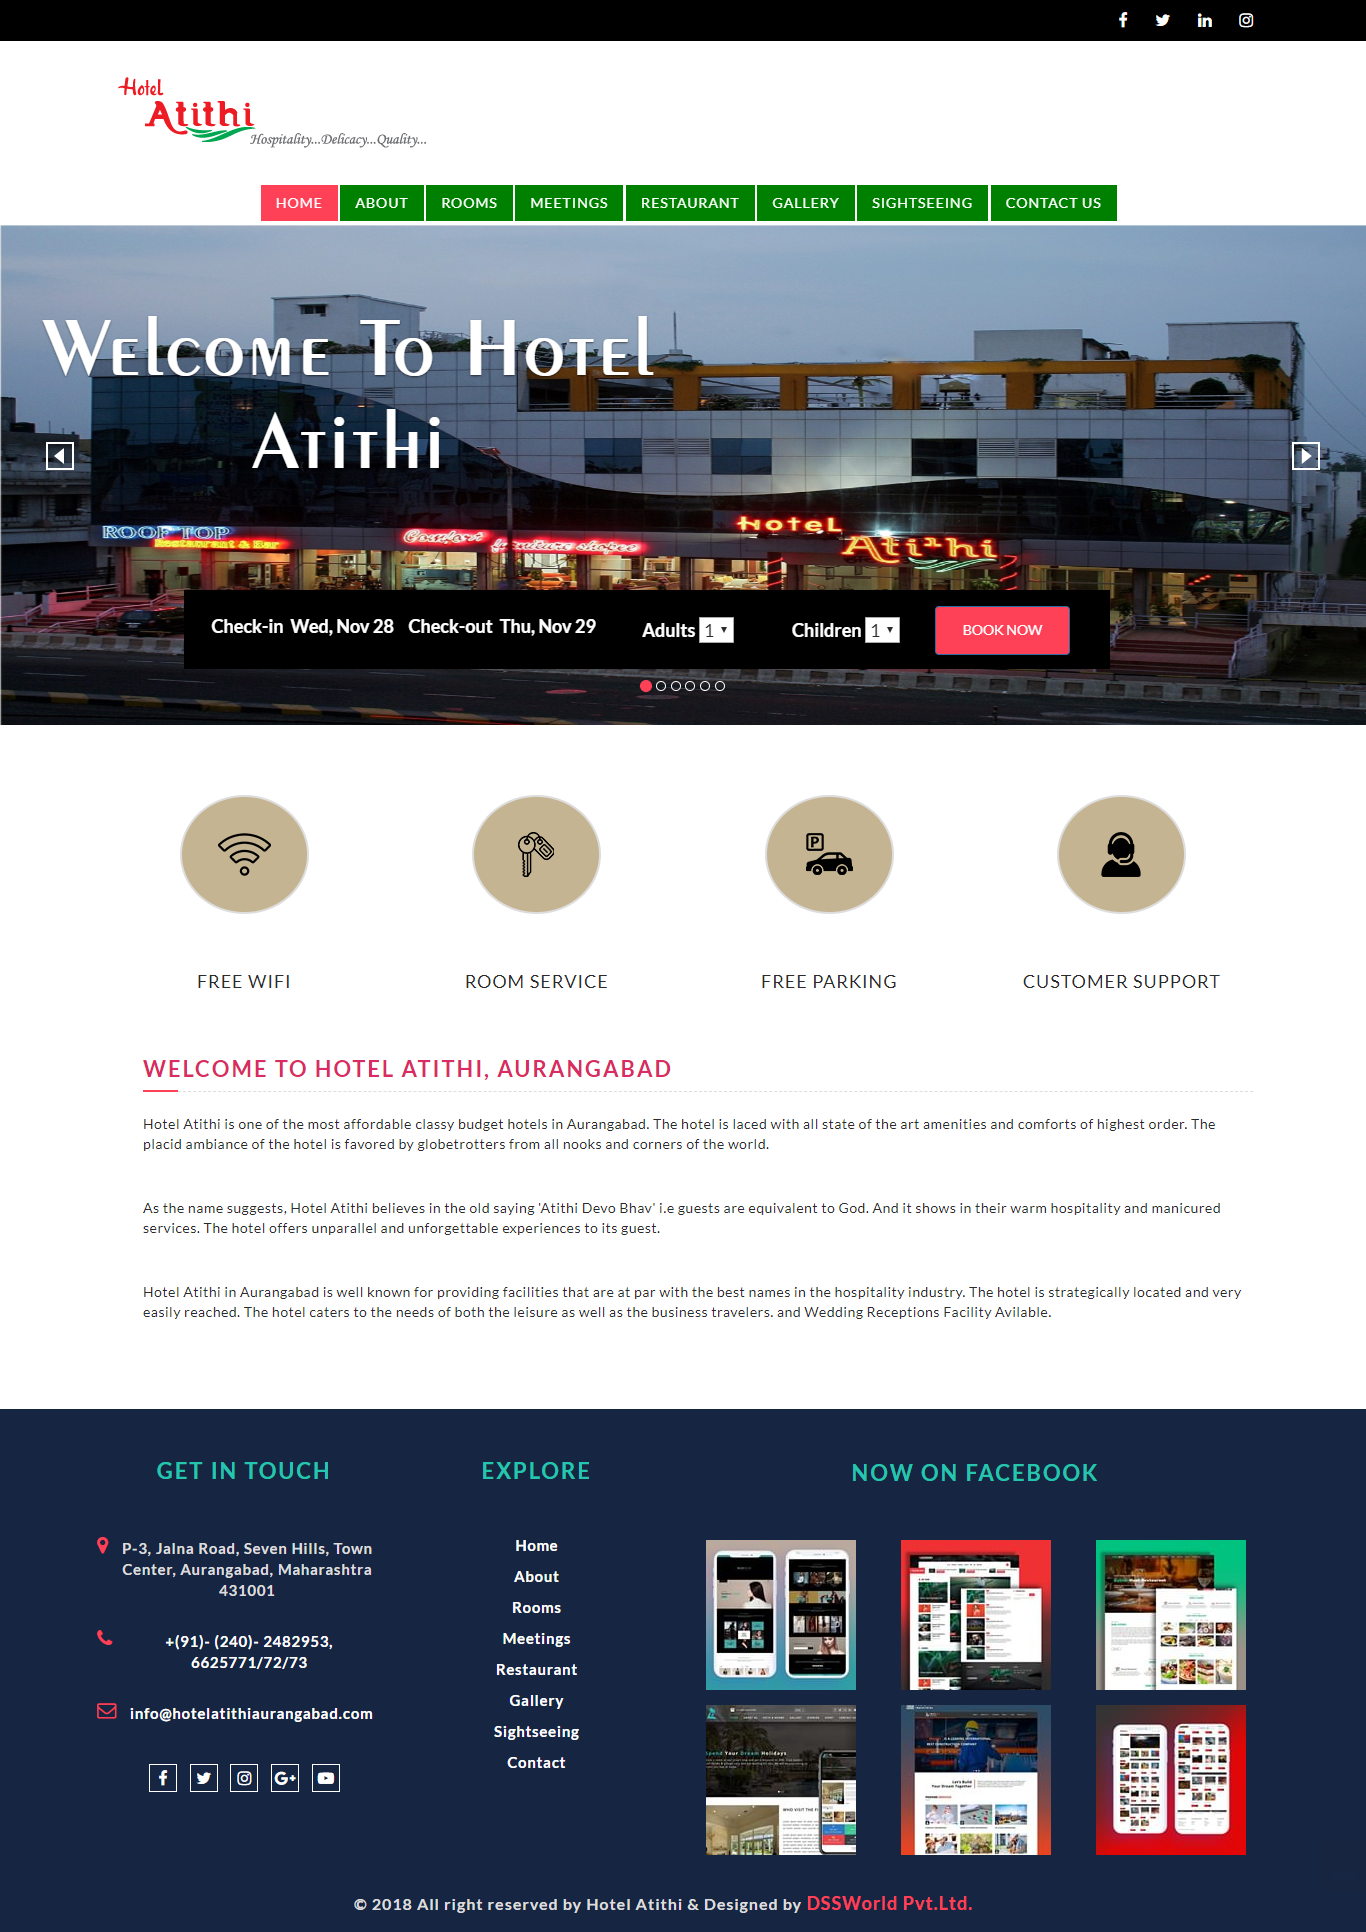 Hotel
Atithi
Hospitality...Delicacy...Quality...
HOME ABOUT ROOMS MEETINGS RESTAURANT GALLERY SIGHTSEEING CONTACT US
Welcome To Hotel
Atithi
ROOF TOP
Restaurant & Bar
HOTEL
Atithi
Check-in Wed, Nov 28 Check-out Thu, Nov 29 Adults 1 Children 1 BOOK NOW
P
FREE WIFI ROOM SERVICE FREE PARKING CUSTOMER SUPPORT
WELCOME TO HOTEL ATITHI, AURANGABAD
Hotel Atithi is one of the most affordable classy budget hotels in Aurangabad. The hotel is laced with all state of the art amenities and comforts of highest order. The
placid ambiance of the hotel is favored by globetrotters from all nooks and corners of the world.
As the name suggests, Hotel Atithi believes in the old saying 'Atithi Devo Bhav' i.e guests are equivalent to God. And it shows in their warm hospitality and manicured
services. The hotel offers unparallel and unforgettable experiences to its guest.
Hotel Atithi in Aurangabad is well known for providing facilities that are at par with the best names in the hospitality industry. The hotel is strategically located and very
easily reached. The hotel caters to the needs of both the leisure as well as the business travelers. and Wedding Receptions Facility Avilable.
GET IN TOUCH
P-3, Jalna Road, Seven Hills, Town
Center, Aurangabad, Maharashtra
431001
+(91)- (240)- 2482953,
6625771/72/73
info@hotelatithiaurangabad.com
EXPLORE
Home
About
Rooms
Meetings
Restaurant
Gallery
Sightseeing
Contact
NOW ON FACEBOOK
Spend Your Dream Holidays
WHO VISIT THE
Let's Build
Your Dream Together
© 2018 All right reserved by Hotel Atithi & Designed by DSSWorld Pvt.Ltd.